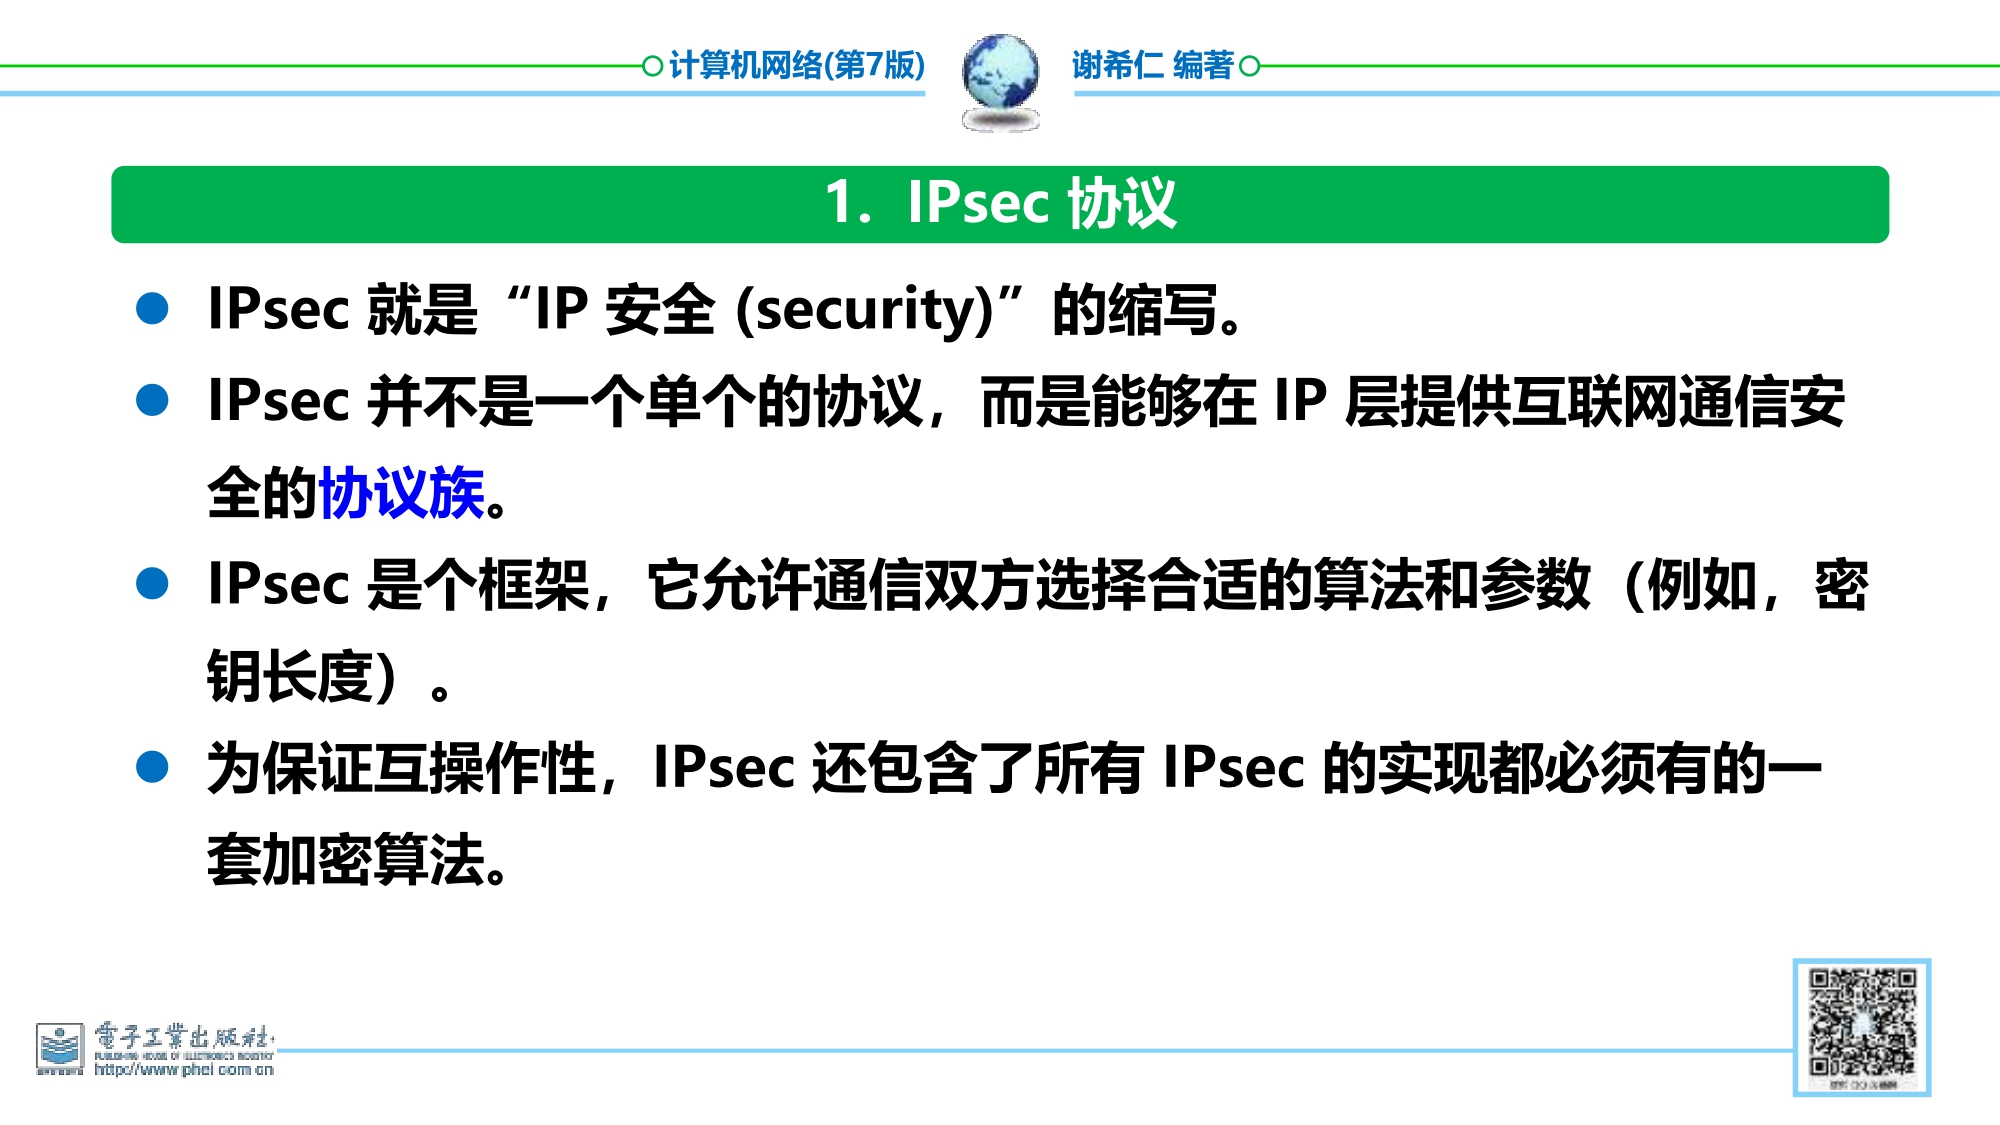 计算机网络(第7版) 谢希仁 编著
1. IPsec 协议
IPsec 就是“IP 安全 (security)”的缩写。
IPsec 并不是一个单个的协议，而是能够在 IP 层提供互联网通信安
全的协议族。
IPsec 是个框架，它允许通信双方选择合适的算法和参数（例如，密
钥长度）。
为保证互操作性，IPsec 还包含了所有 IPsec 的实现都必须有的一
套加密算法。
電子工業出版社
PUBLISHING HOUSE OF ELECTRONICS INDUSTRY
http://www.phei.com.cn